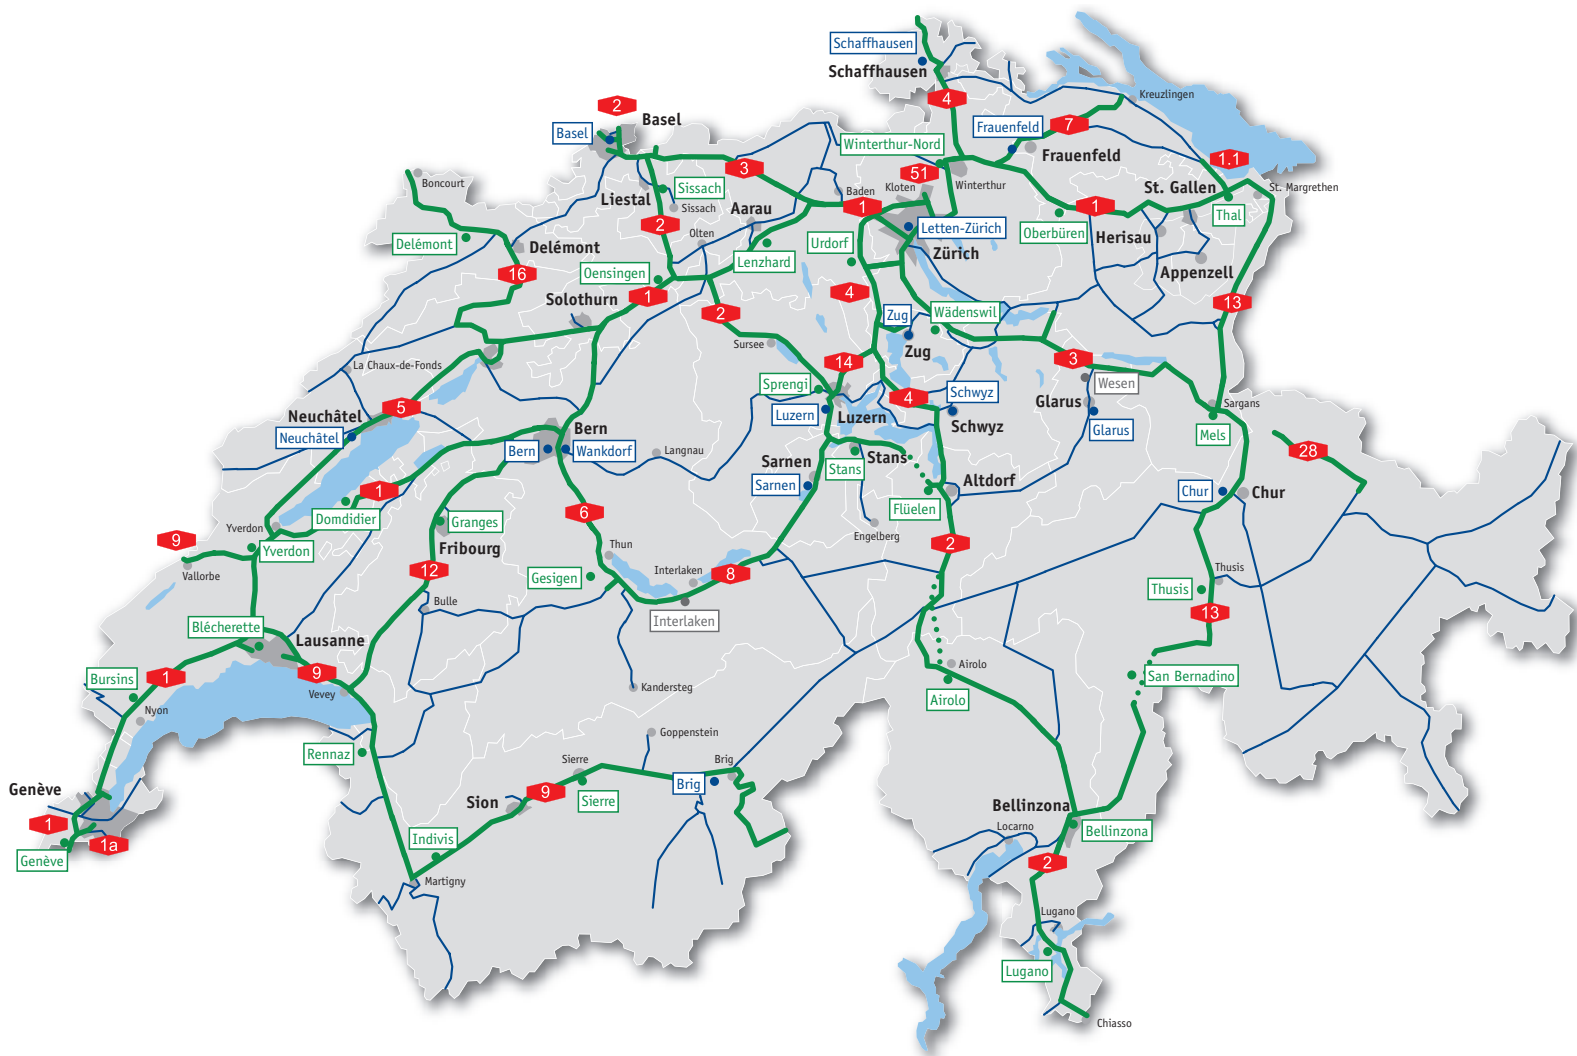 Schaffhausen
Schaffhausen
4
Kreuzlingen
2
Basel
Basel
Frauenfeld
7
Winterthur-Nord
Frauenfeld
1.1
3
51
Winterthur
St. Gallen
St. Margrethen
Boncourt
Sissach
Liestal
Sissach
Baden
Kloten
1
Aarau
1
Thal
2
Olten
Letten-Zürich
Oberbüren
Herisau
Delémont
Delémont
Urdorf
Zürich
Lenzhard
Appenzell
16
Oensingen
Solothurn
1
4
13
2
Zug
Wädenswil
Sursee
Zug
La Chaux-de-Fonds
14
3
Wesen
Sprengi
Schwyz
4
Glarus
Sargans
Neuchâtel
5
Luzern
Luzern
Schwyz
Glarus
Mels
Neuchâtel
Bern
Bern
Wankdorf
Langnau
Sarnen
Stans
Stans
28
Sarnen
Altdorf
Chur
Chur
1
Domdidier
Flüelen
6
Granges
Yverdon
Engelberg
9
Yverdon
Fribourg
2
Vallorbe
Thun
12
Gesigen
Interlaken
8
Thusis
Thusis
Bulle
Interlaken
13
Blécherette
Lausanne
Airolo
1
9
Bursins
Vevey
Kandersteg
Airolo
San Bernadino
Nyon
Goppenstein
Rennaz
Sierre
Brig
Genève
9
Sierre
Brig
Sion
Bellinzona
1
Locarno
Bellinzona
1a
Indivis
Genève
2
Martigny
Lugano
Lugano
Chiasso